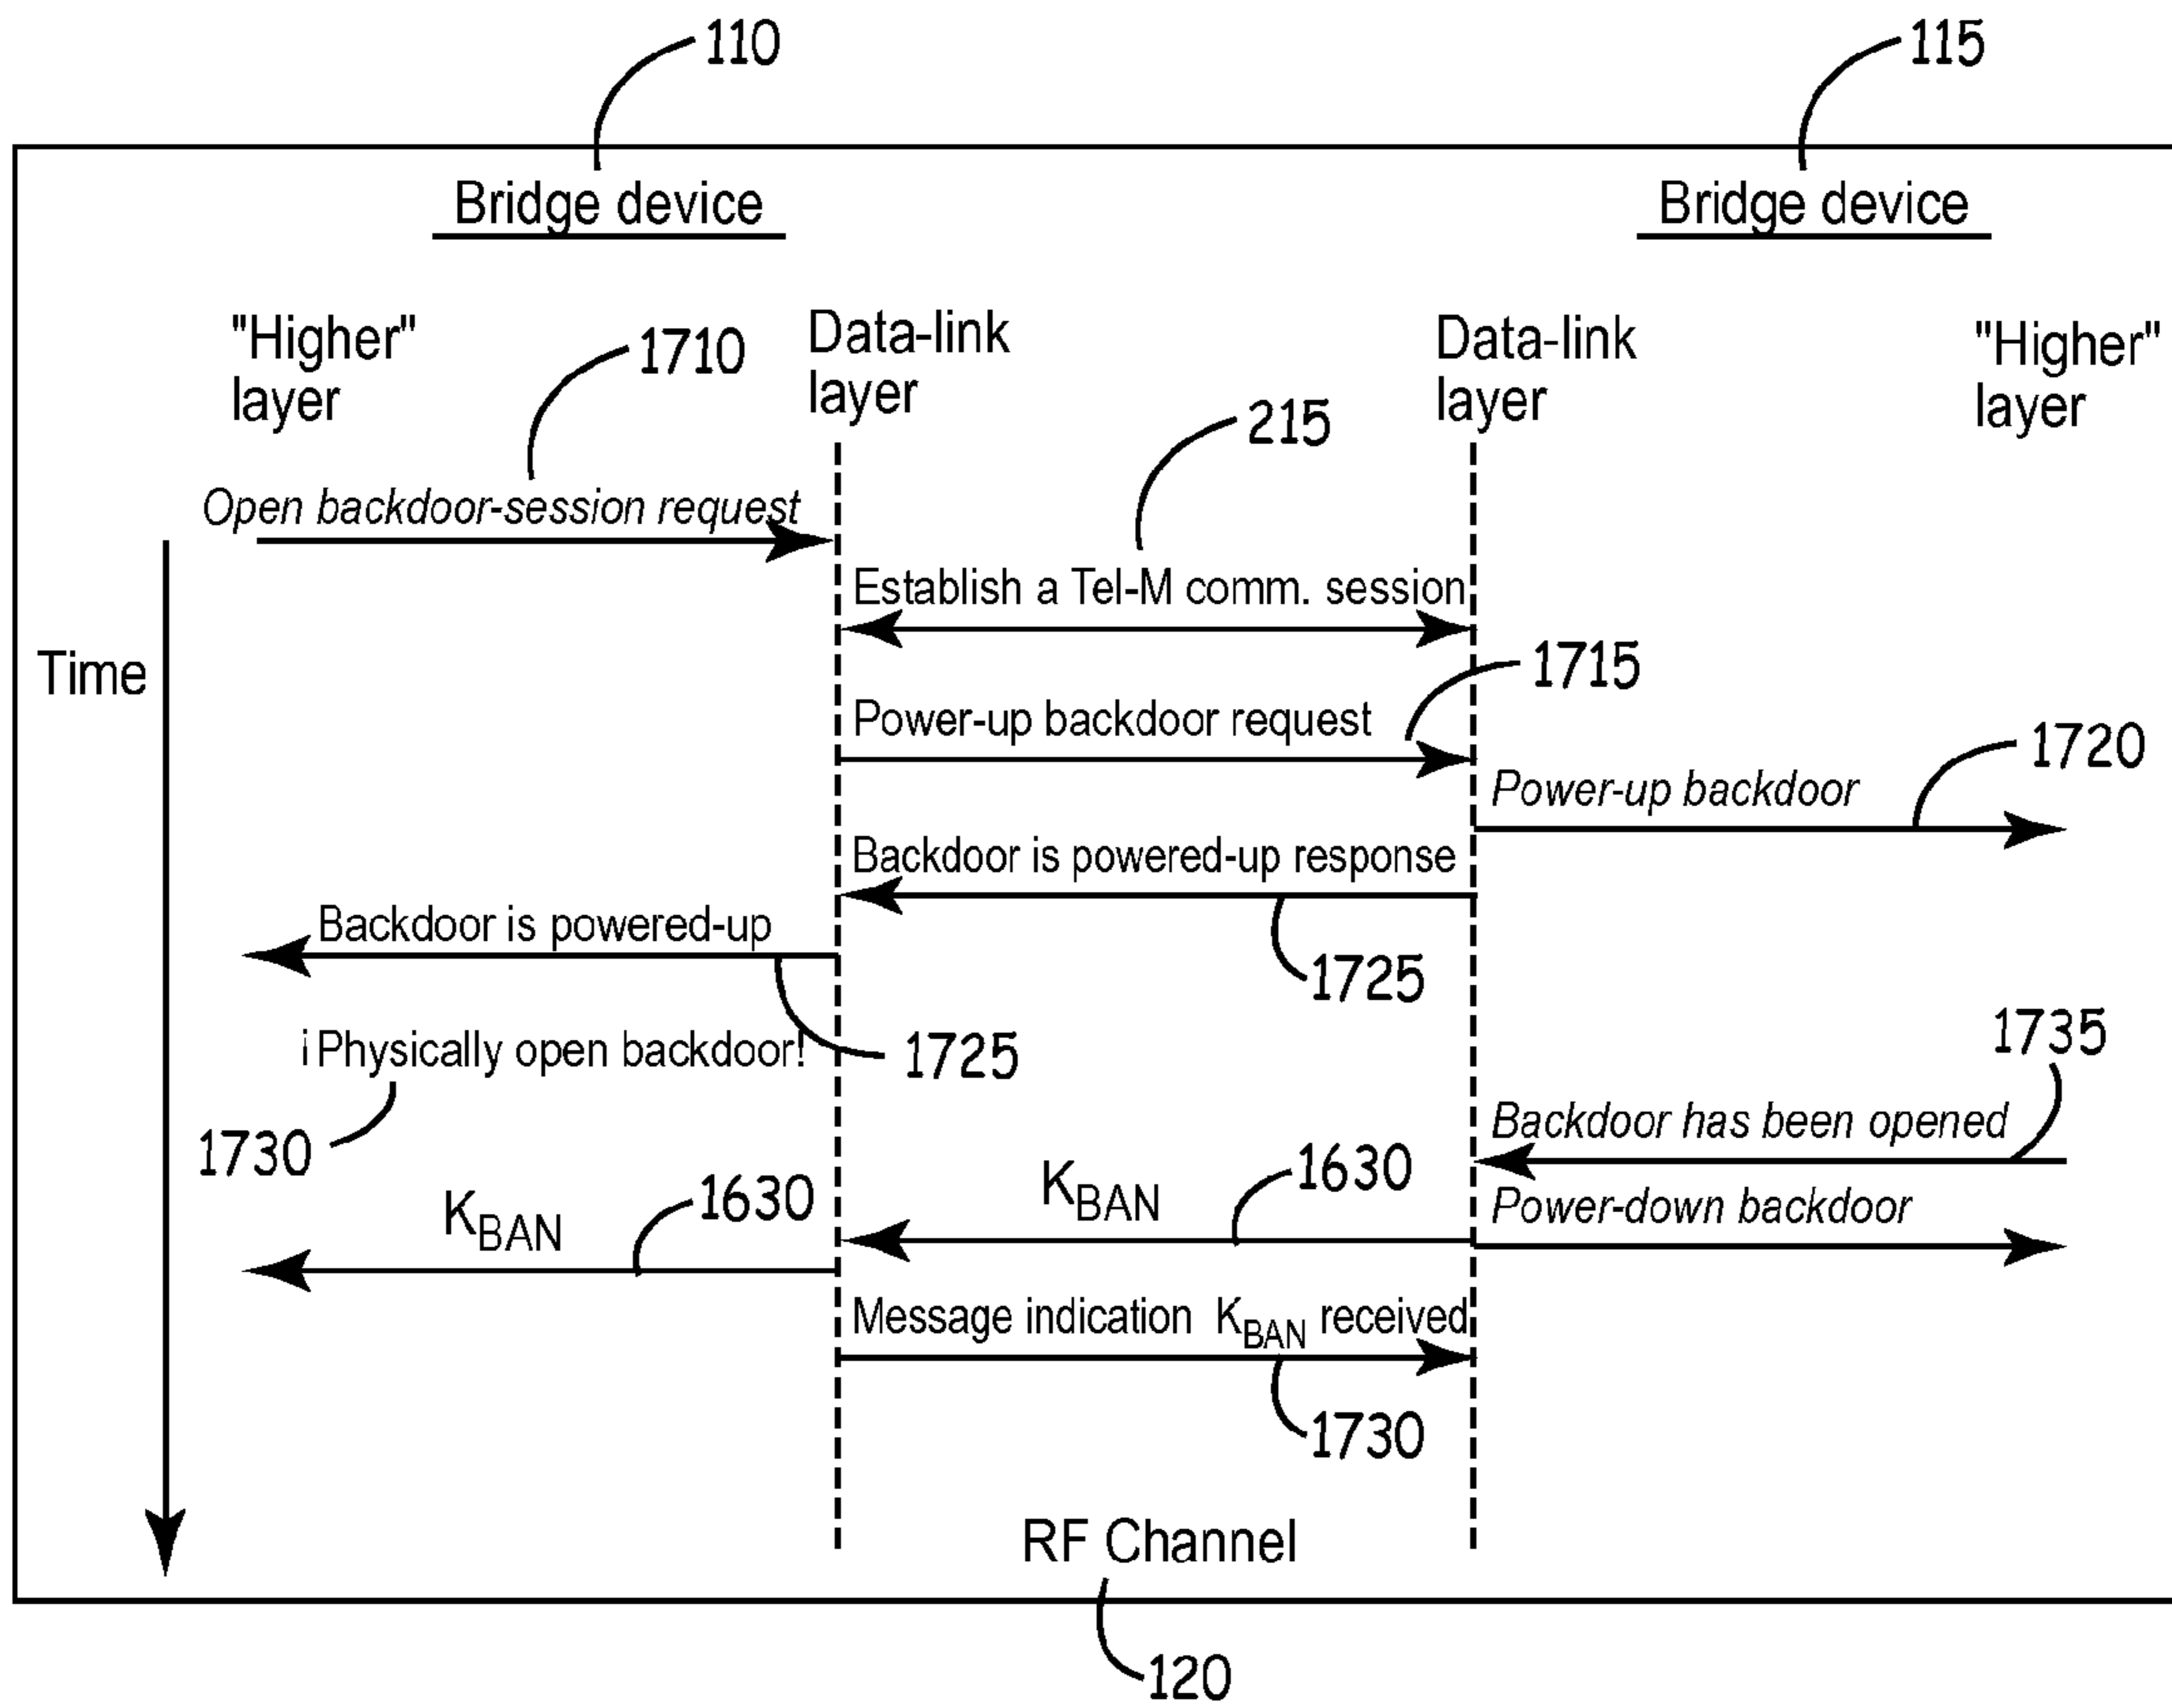 110
115
Bridge device
Bridge device
"Higher"
layer
1710
Data-link
layer
215
Data-link
layer
"Higher"
layer
Open backdoor-session request
Establish a Tel-M comm. session
Time
1715
Power-up backdoor request
1720
Power-up backdoor
Backdoor is powered-up response
Backdoor is powered-up
1725
1725
¡Physically open backdoor!
1735
1730
Backdoor has been opened
KBAN
1630
KBAN
1630
Power-down backdoor
Message indication KBAN received
1730
RF Channel
120